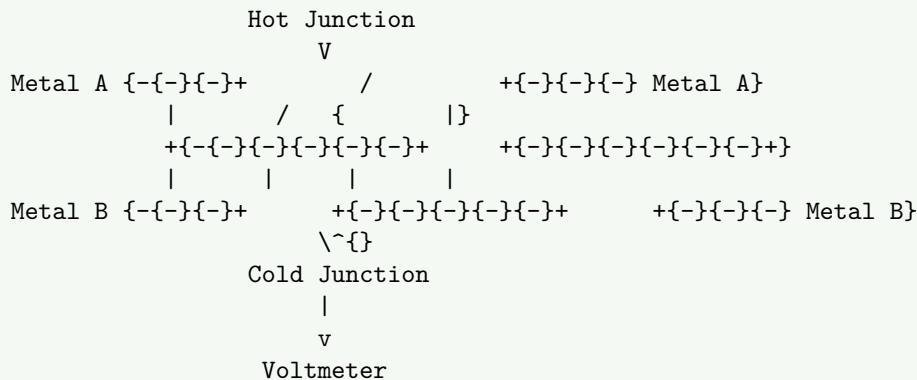 Hot Junction
V
Metal A {-{-}{-}+ / +{-}{-}{-} Metal A}
| / { |}
+{-{-}{-}{-}{-}{-}+ +{-}{-}{-}{-}{-}{-}+}
| | | |
Metal B {-{-}{-}+ +{-}{-}{-}{-}{-}+ +{-}{-}{-} Metal B}
\^{}
Cold Junction
|
v
Voltmeter